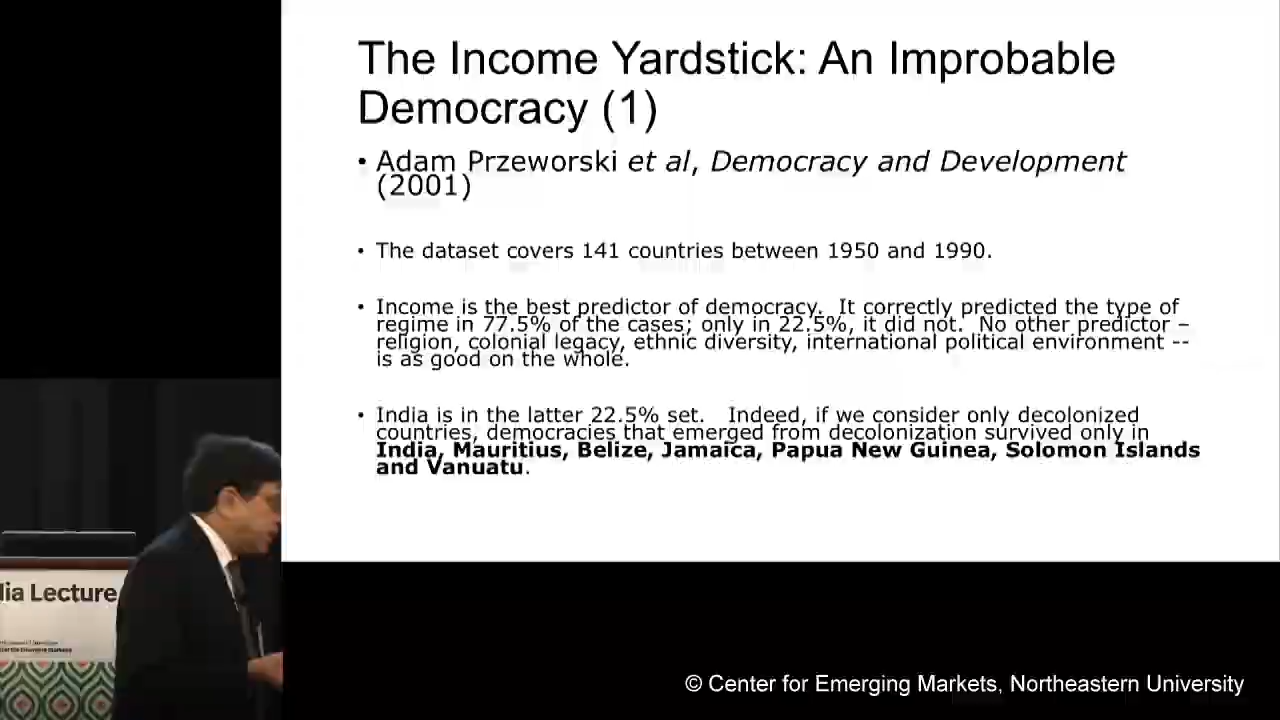 The Income Yardstick: An Improbable
Democracy (1)
• Adam Przeworski et al, Democracy and Development
(2001)
• The dataset covers 141 countries between 1950 and 1990.
• Income is the best predictor of democracy.  It correctly predicted the type of
regime in 77.5% of the cases; only in 22.5%, it did not.  No other predictor –
religion, colonial legacy, ethnic diversity, international political environment --
is as good on the whole.
• India is in the latter 22.5% set.   Indeed, if we consider only decolonized
countries, democracies that emerged from decolonization survived only in
India, Mauritius, Belize, Jamaica, Papua New Guinea, Solomon Islands
and Vanuatu.
dia Lecture
© Center for Emerging Markets, Northeastern University